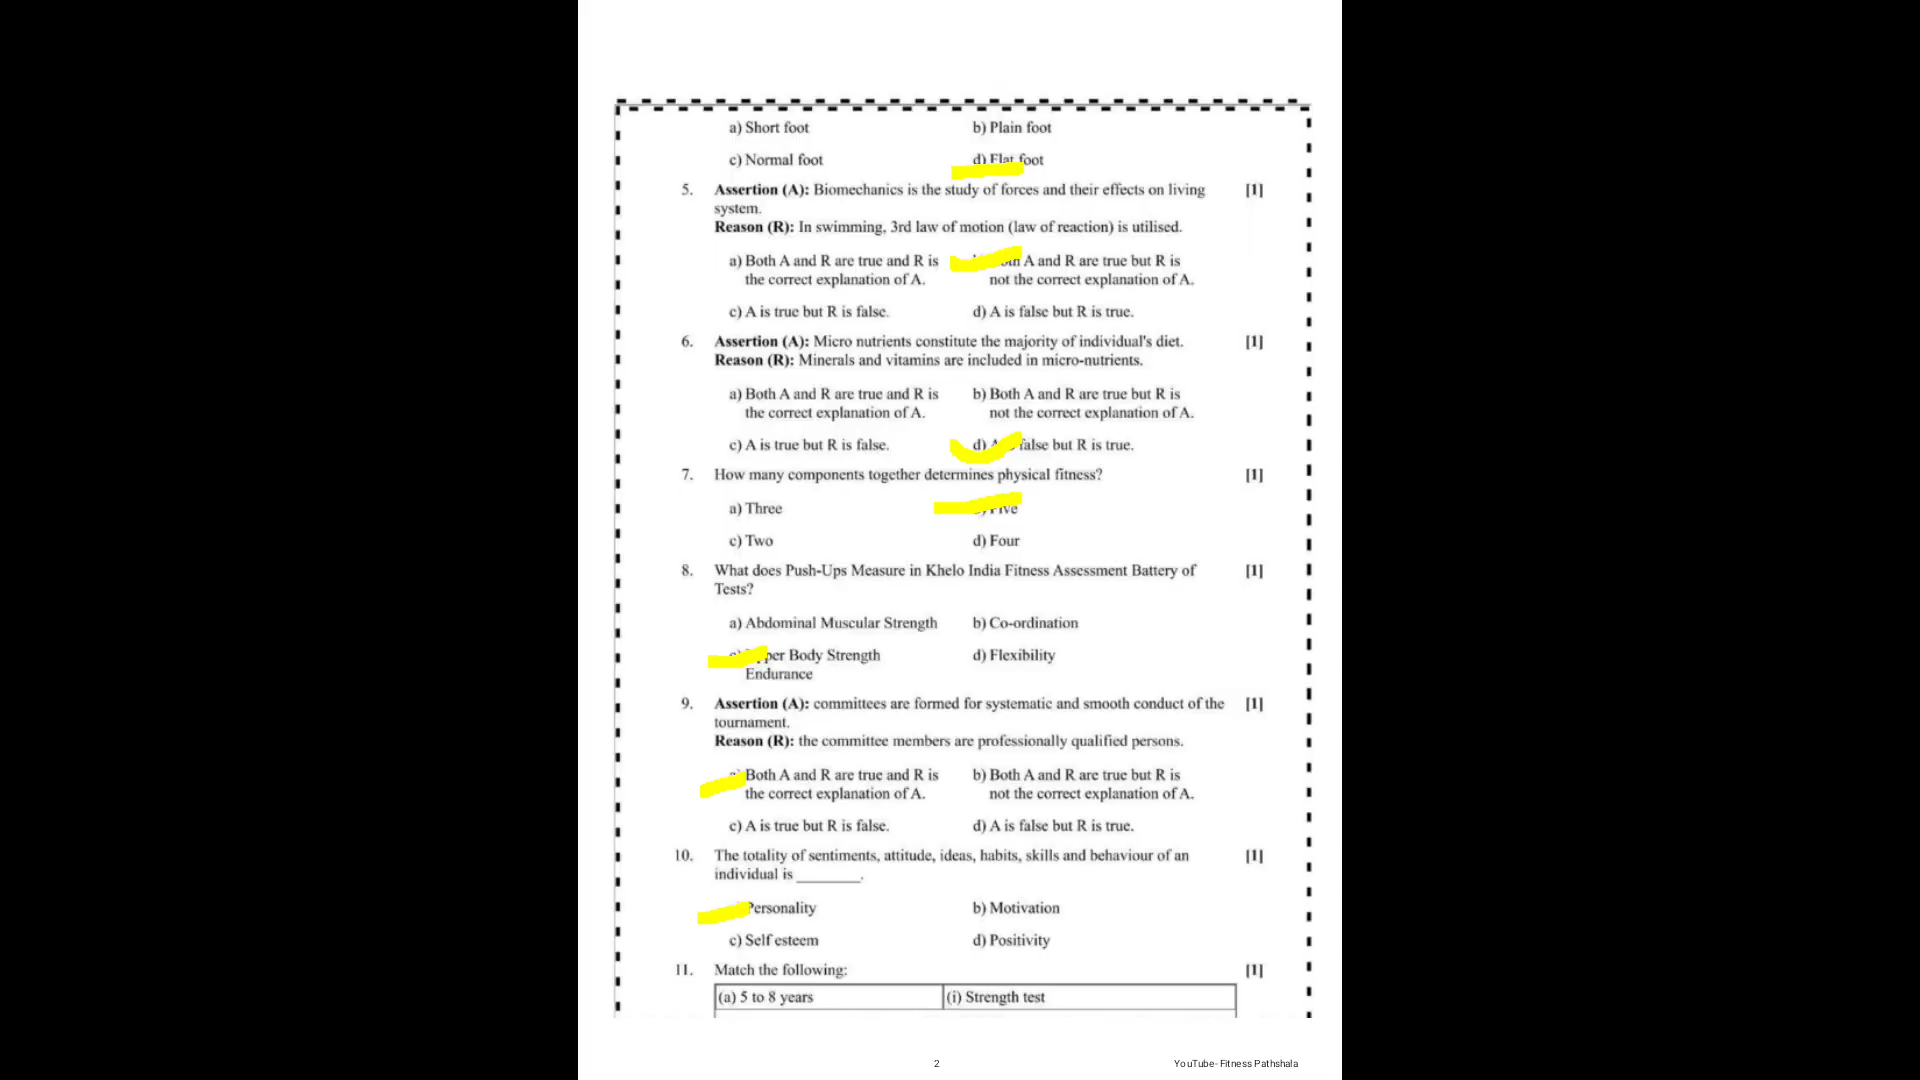 a) Short foot b) Plain foot
c) Normal foot d) Flat foot
5. Assertion (A): Biomechanics is the study of forces and their effects on living [1]
system.
Reason (R): In swimming, 3rd law of motion (law of reaction) is utilised.
a) Both A and R are true and R is A and R are true but R is
the correct explanation of A. not the correct explanation of A.
c) A is true but R is false. d) A is false but R is true.
6. Assertion (A): Micro nutrients constitute the majority of individual's diet. [1]
Reason (R): Minerals and vitamins are included in micro-nutrients.
a) Both A and R are true and R is b) Both A and R are true but R is
the correct explanation of A. not the correct explanation of A.
c) A is true but R is false. d) A false but R is true.
7. How many components together determines physical fitness? [1]
a) Three Five
c) Two d) Four
8. What does Push-Ups Measure in Khelo India Fitness Assessment Battery of [1]
Tests?
a) Abdominal Muscular Strength b) Co-ordination
Upper Body Strength d) Flexibility
Endurance
9. Assertion (A): committees are formed for systematic and smooth conduct of the [1]
tournament.
Reason (R): the committee members are professionally qualified persons.
Both A and R are true and R is b) Both A and R are true but R is
the correct explanation of A. not the correct explanation of A.
c) A is true but R is false. d) A is false but R is true.
10. The totality of sentiments, attitude, ideas, habits, skills and behaviour of an [1]
individual is ________.
Personality b) Motivation
c) Self esteem d) Positivity
11. Match the following: [1]
(a) 5 to 8 years (i) Strength test
2 YouTube- Fitness Pathshala